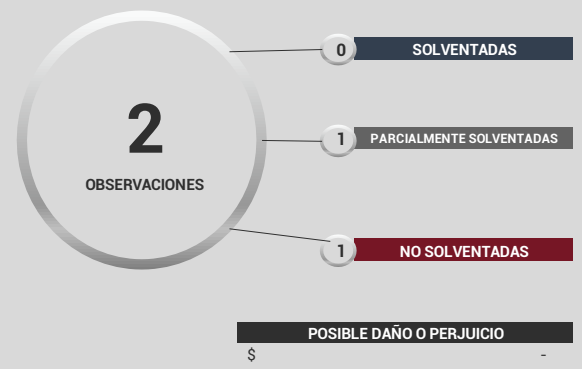 2
OBSERVACIONES
0 SOLVENTADAS
1 PARCIALMENTE SOLVENTADAS
1 NO SOLVENTADAS
POSIBLE DAÑO O PERJUICIO
$ -